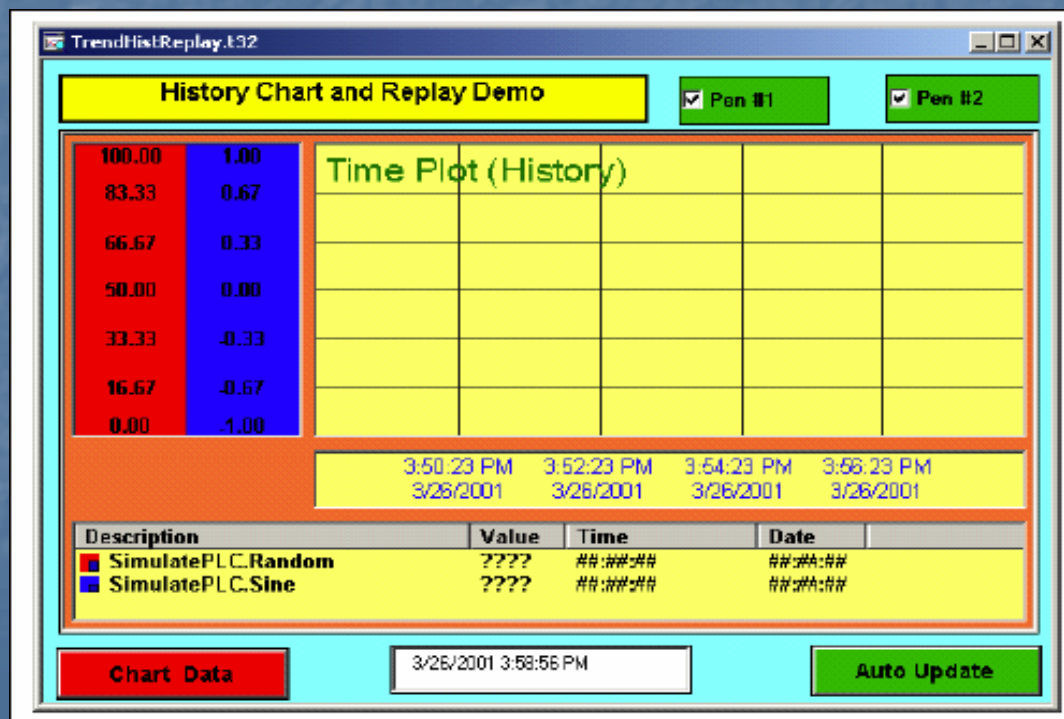 TrendHistReplay.t32
History Chart and Replay Demo
Pen #1
Pen #2
100.00 1.00
83.33 0.67
66.67 0.33
50.00 0.00
33.33 -0.33
16.67 -0.67
0.00 -1.00
Time Plot (History)
3:50:23 PM 3:52:23 PM 3:54:23 PM 3:56:23 PM
3/26/2001 3/26/2001 3/26/2001 3/26/2001
Description Value Time Date
SimulatePLC.Random ???? ##:##:## ##:##:##
SimulatePLC.Sine ???? ##:##:## ##:##:##
Chart Data
3/26/2001 3:58:56 PM
Auto Update